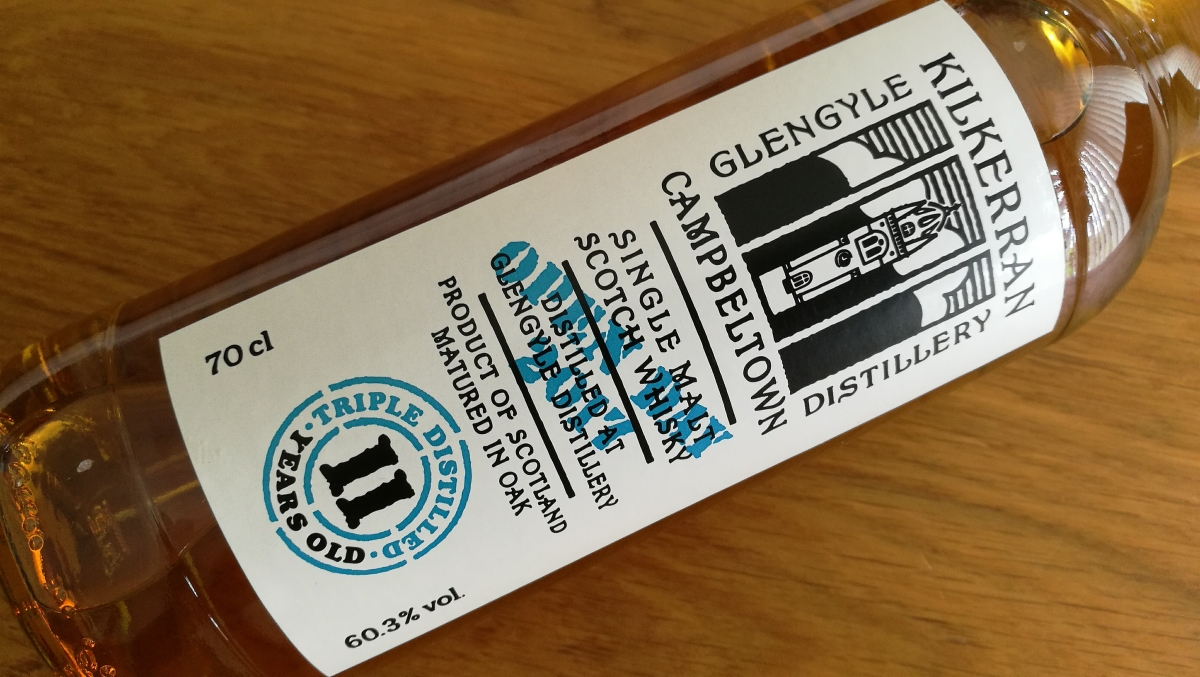 KILKERRAN
GLENGYLE
DISTILLERY
CAMPBELTOWN
SINGLE MALT
SCOTCH WHISKY
DISTILLED AT
GLENGYLE DISTILLERY
PRODUCT OF SCOTLAND
MATURED IN OAK
70 cl
TRIPLE DISTILLED
11
YEARS OLD
60.3% vol.